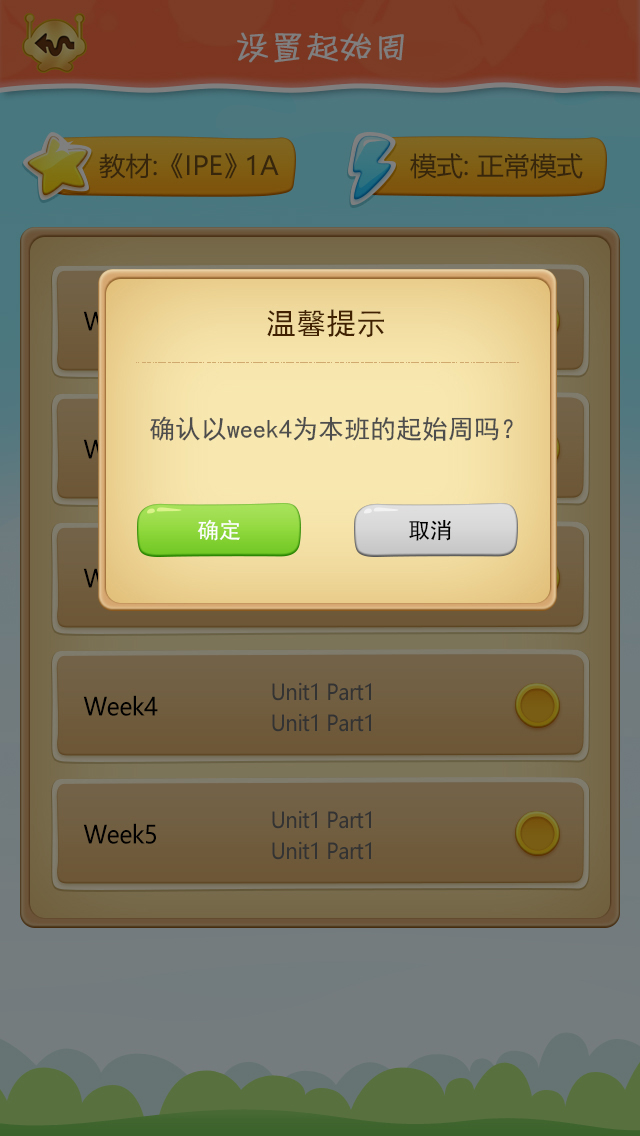 设置起始周
教材:《IPE》1A
模式: 正常模式
温馨提示
确认以week4为本班的起始周吗?
确定
取消
Week4
Unit1 Part1
Unit1 Part1
Week5
Unit1 Part1
Unit1 Part1